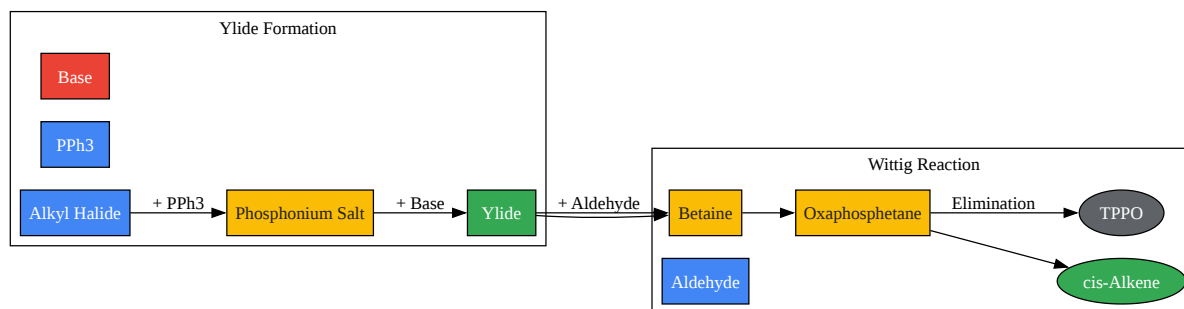 Ylide Formation
Base
PPh3
Alkyl Halide
+ PPh3
Phosphonium Salt
+ Base
Ylide
+ Aldehyde
Wittig Reaction
Betaine
Oxaphosphetane
Elimination
TPPO
Aldehyde
cis-Alkene